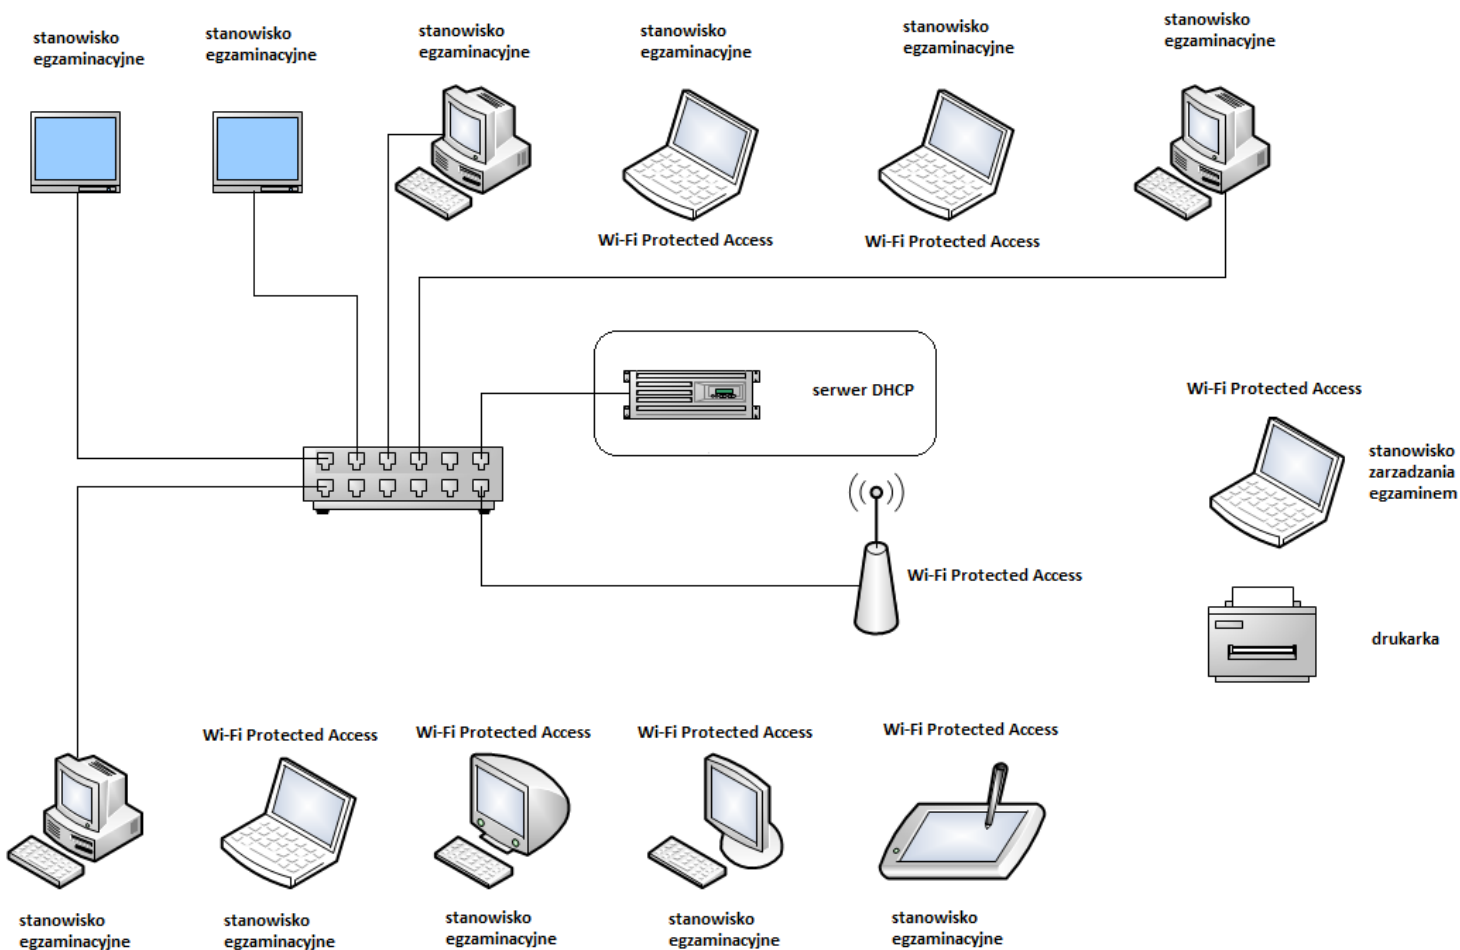 stanowisko
egzaminacyjne
stanowisko
egzaminacyjne
stanowisko
egzaminacyjne
stanowisko
egzaminacyjne
stanowisko
egzaminacyjne
stanowisko
egzaminacyjne
Wi-Fi Protected Access
Wi-Fi Protected Access
serwer DHCP
Wi-Fi Protected Access
stanowisko
zarzadzania
egzaminem
Wi-Fi Protected Access
drukarka
Wi-Fi Protected Access
Wi-Fi Protected Access
Wi-Fi Protected Access
Wi-Fi Protected Access
stanowisko
egzaminacyjne
stanowisko
egzaminacyjne
stanowisko
egzaminacyjne
stanowisko
egzaminacyjne
stanowisko
egzaminacyjne